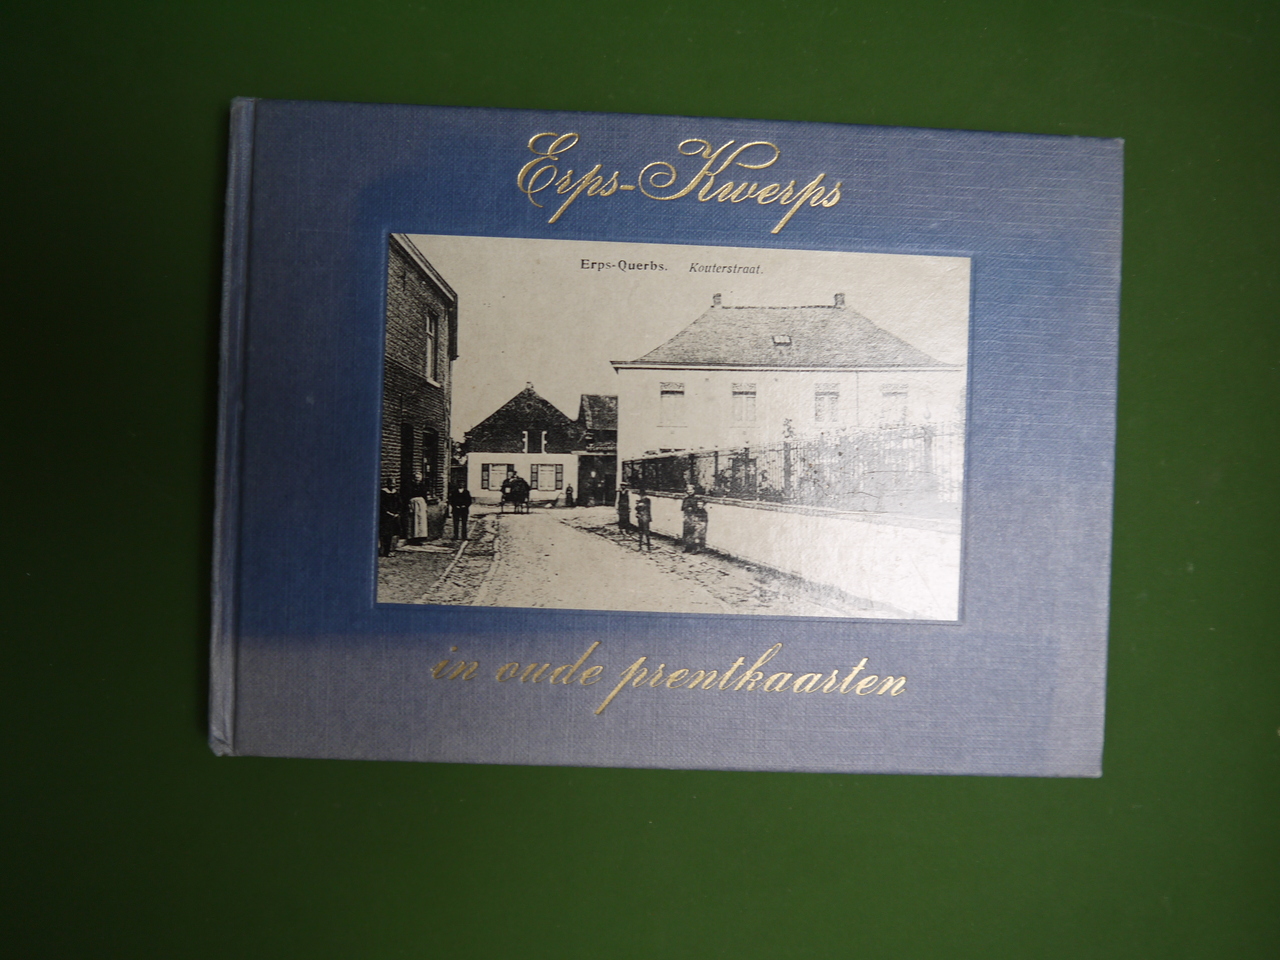 Erps-Kwerps
Erps-Querbs. Kouterstraat.
in oude prentkaarten